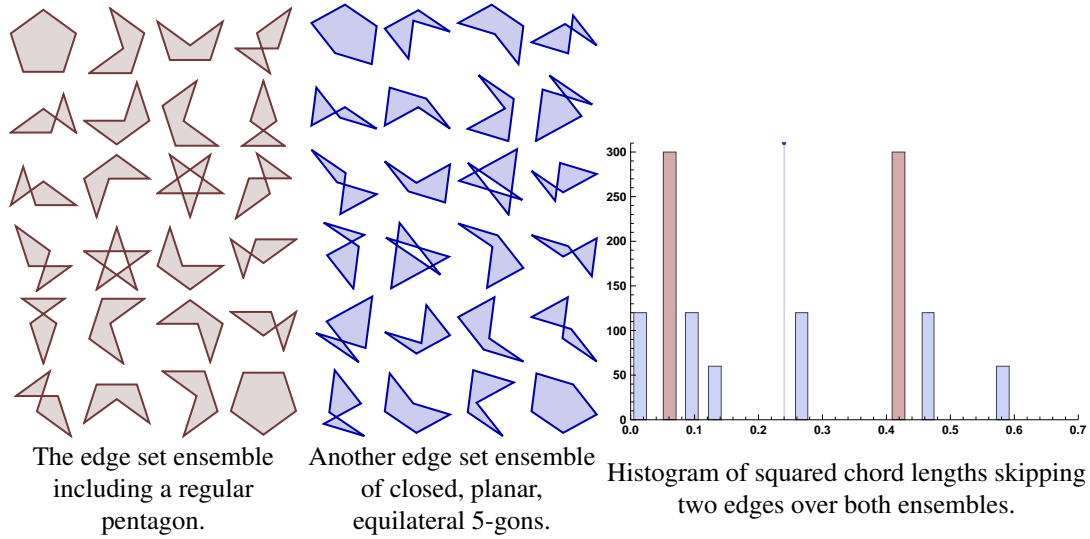 300
250
200
150
100
50
0
0.0 0.1 0.2 0.3 0.4 0.5 0.6 0.7
The edge set ensemble
including a regular
pentagon.
Another edge set ensemble
of closed, planar,
equilateral 5-gons.
Histogram of squared chord lengths skipping
two edges over both ensembles.